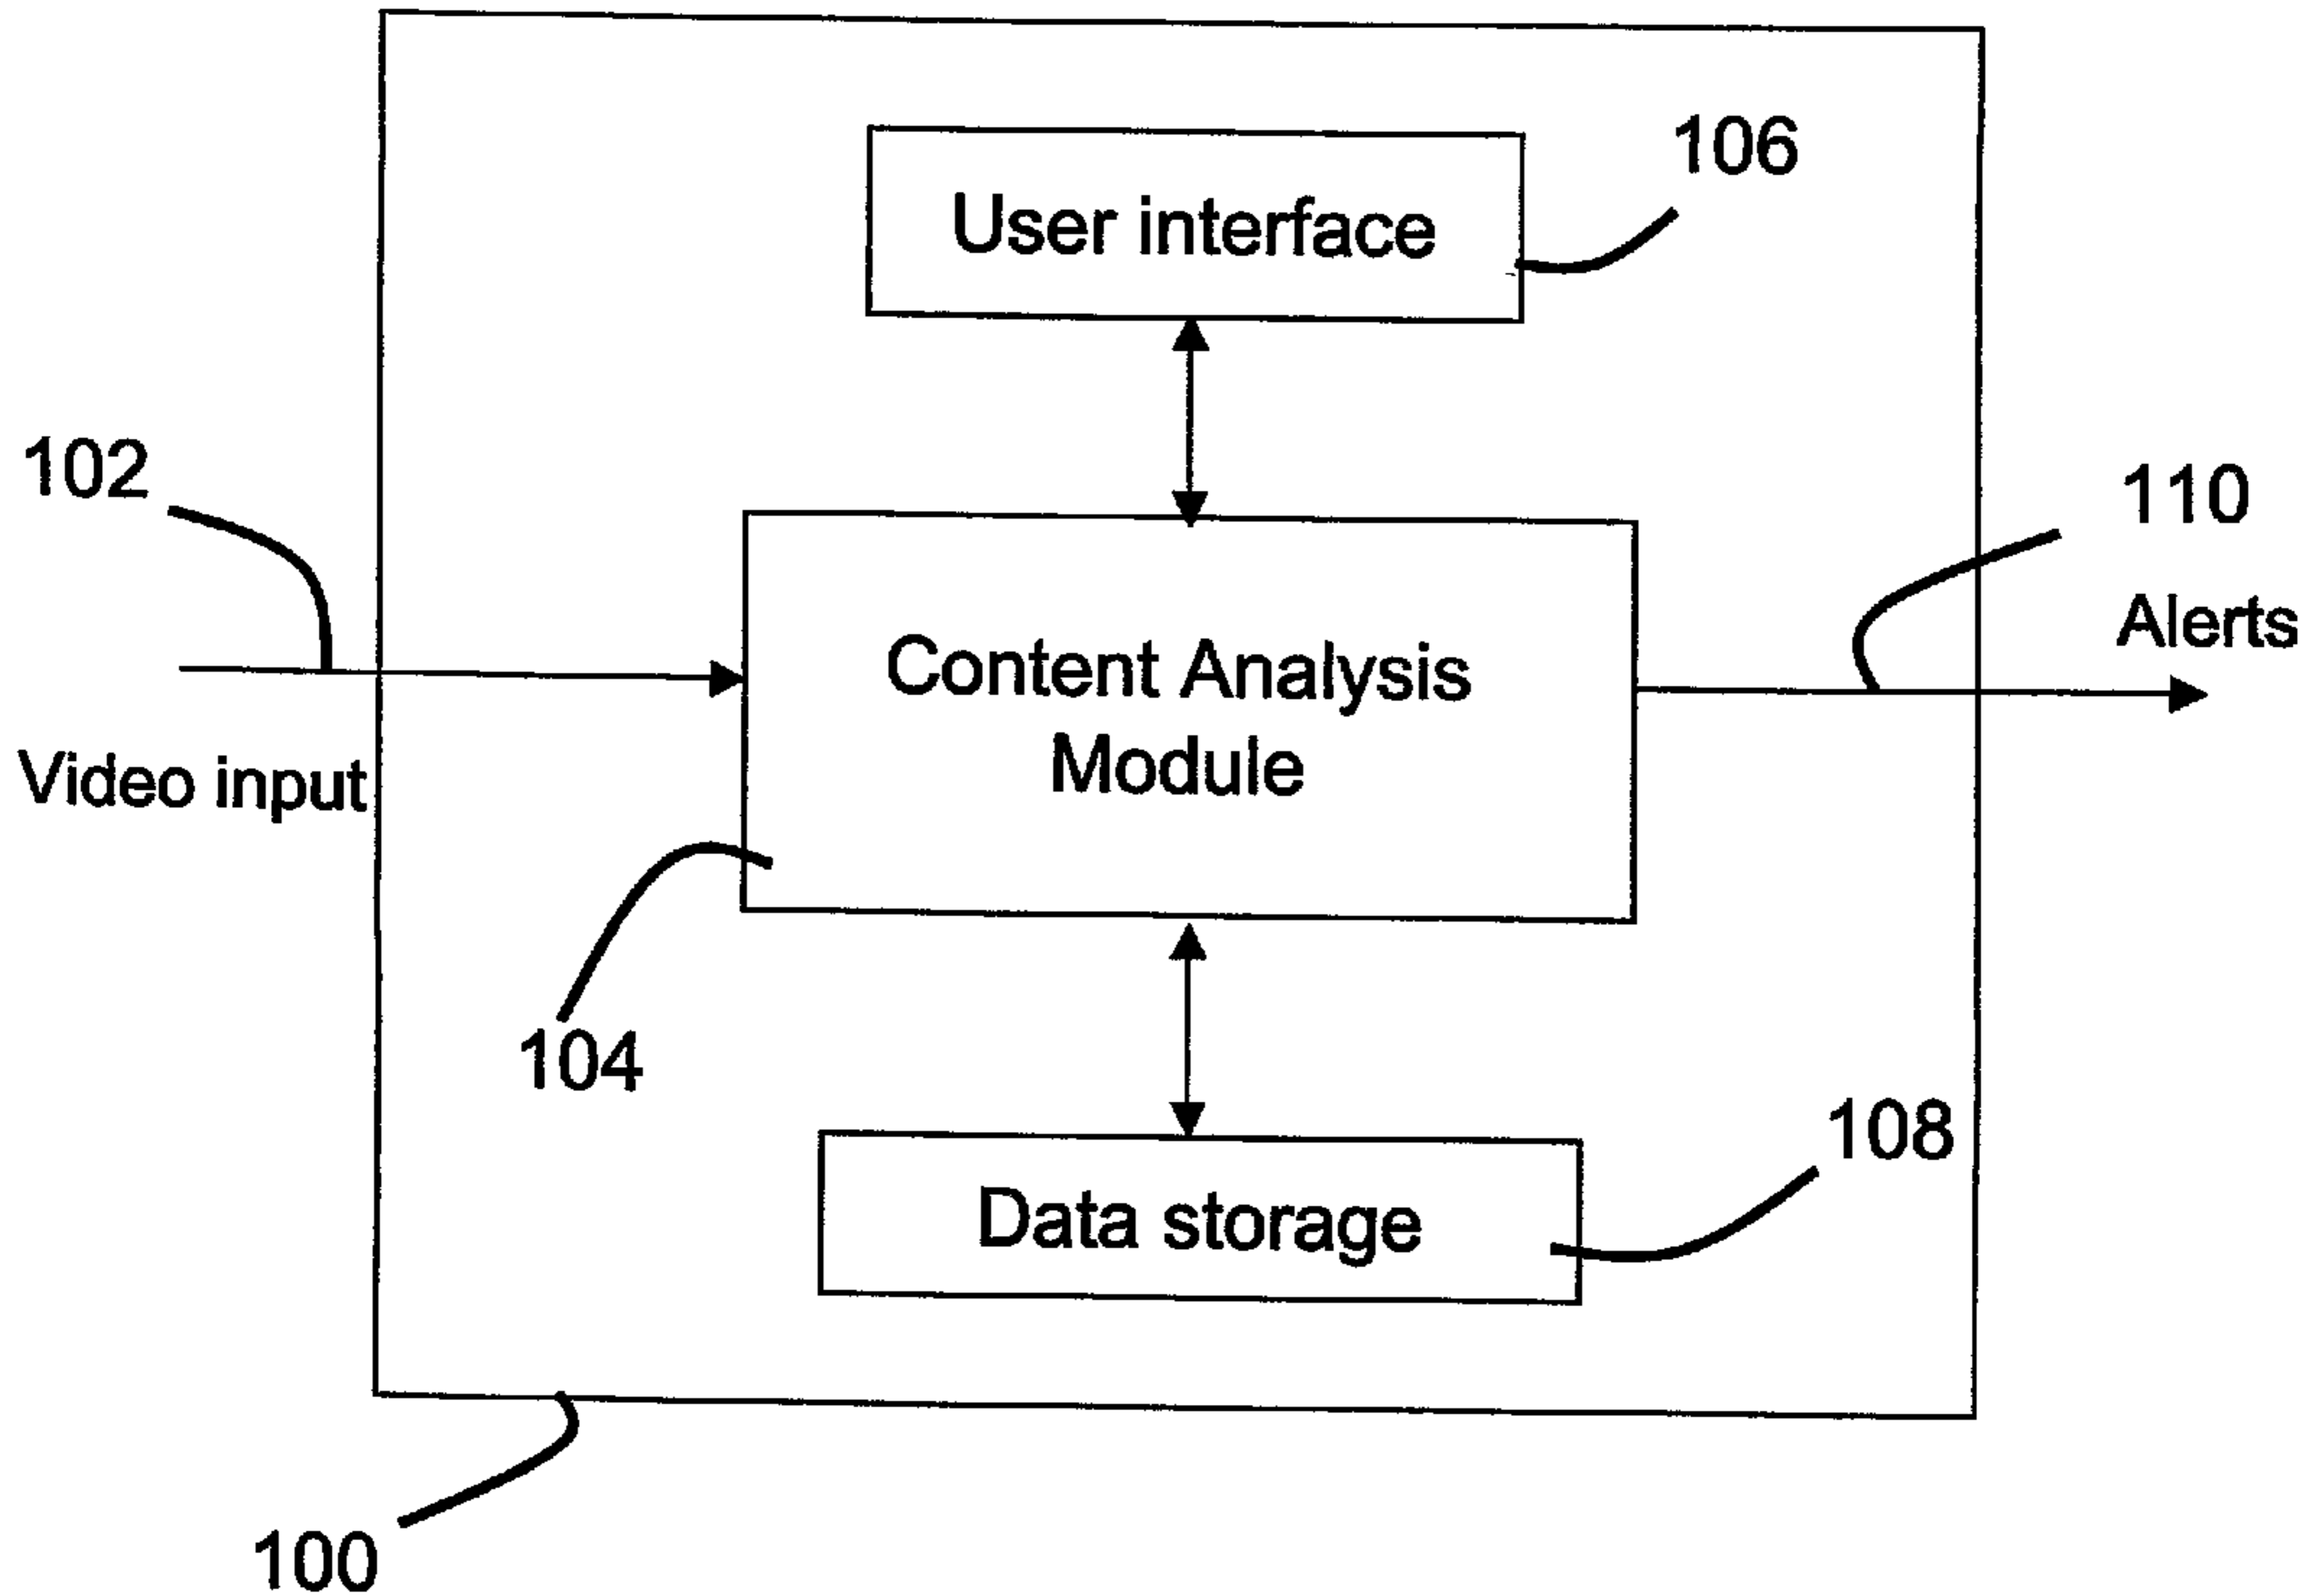 106
User interface
102
110
Alerts
Content Analysis
Module
Video input
104
108
Data storage
100